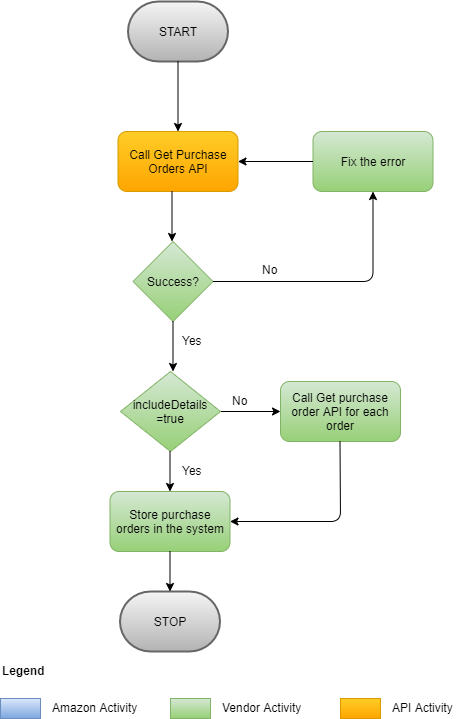 START
Call Get Purchase
Orders API
Fix the error
Success?
No
Yes
includeDetails
=true
No
Call Get purchase
order API for each
order
Yes
Store purchase
orders in the system
STOP
Legend
Amazon Activity
Vendor Activity
API Activity